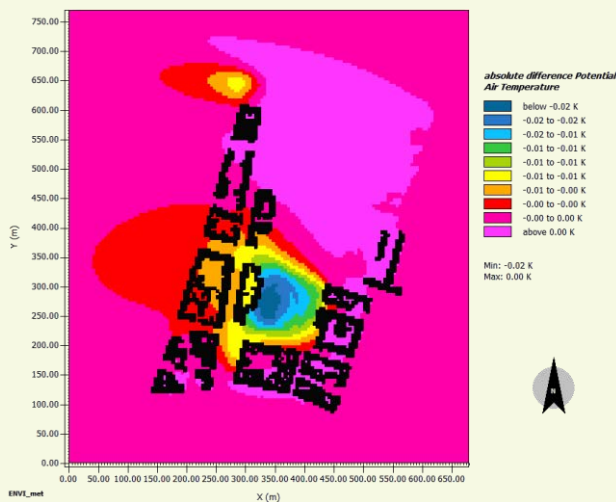 absolute difference Potential
Air Temperature
below -0.02 K
-0.02 to -0.02 K
-0.02 to -0.01 K
-0.01 to -0.01 K
-0.01 to -0.01 K
-0.01 to -0.01 K
-0.01 to -0.00 K
-0.00 to -0.00 K
-0.00 to 0.00 K
above 0.00 K
Min: -0.02 K
Max: 0.00 K
N
Y (m)
750.00
700.00
650.00
600.00
550.00
500.00
450.00
400.00
350.00
300.00
250.00
200.00
150.00
100.00
50.00
0.00
0.00 50.00 100.00 150.00 200.00 250.00 300.00 350.00 400.00 450.00 500.00 550.00 600.00 650.00
X (m)
ENVI_met